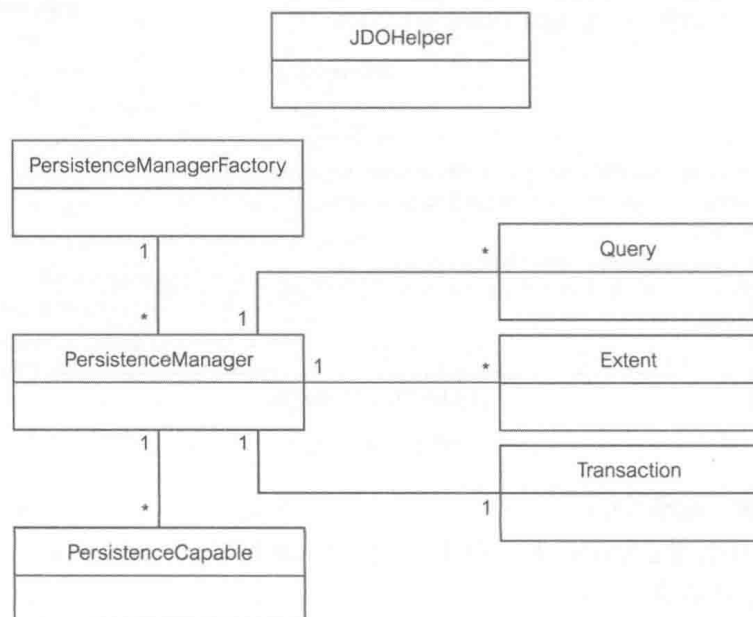 JDOHelper
PersistenceManagerFactory
1
*
Query
*
1
PersistenceManager
1
*
Extent
1
1
Transaction
1
*
PersistenceCapable